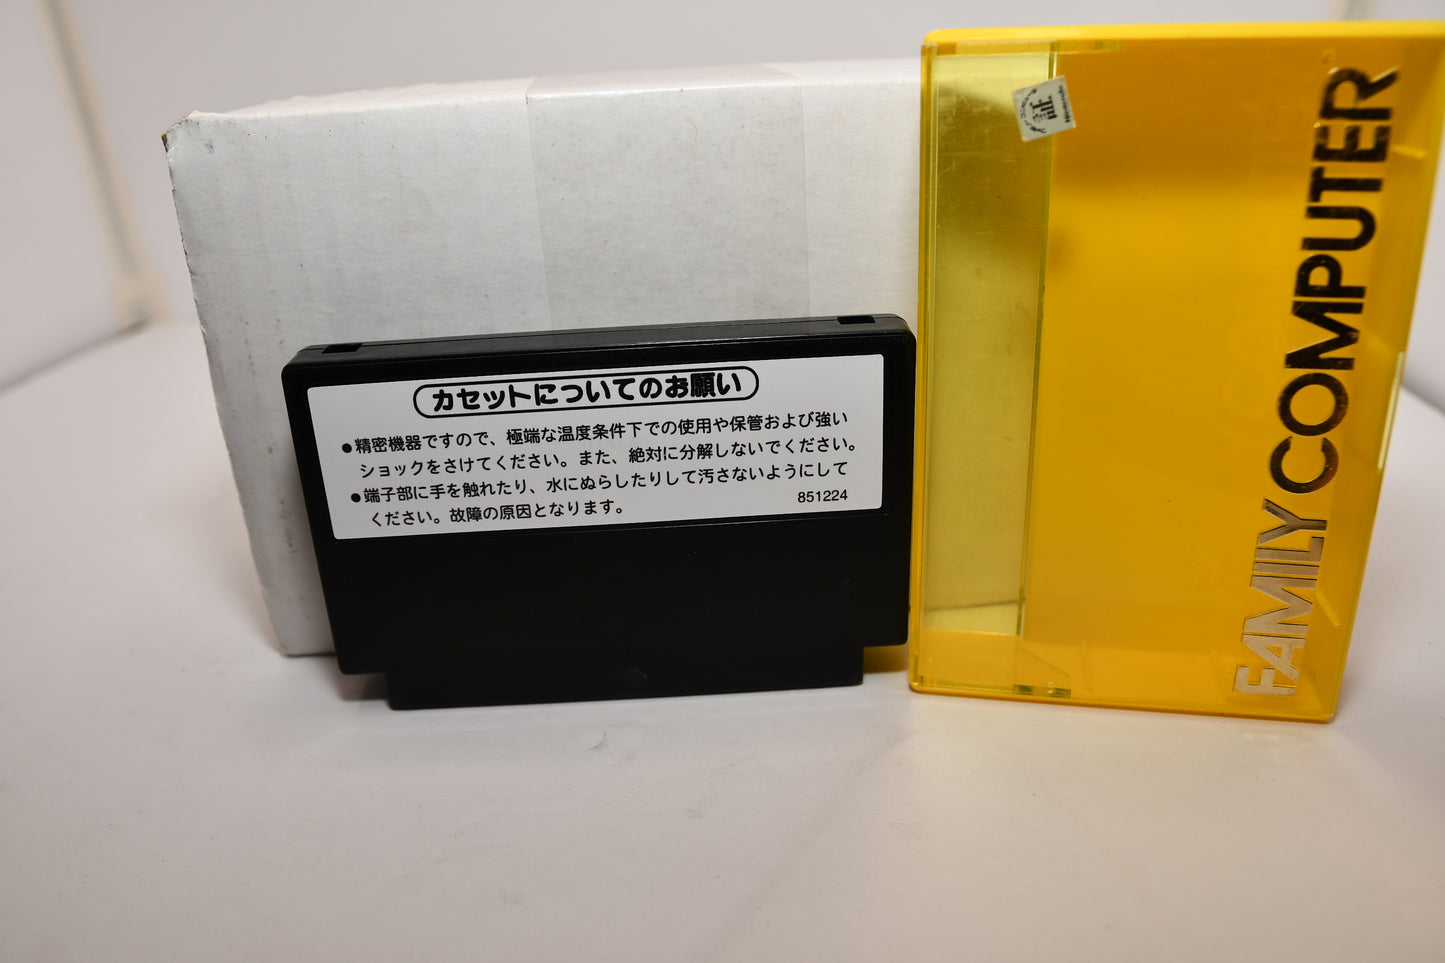 カセットについてのお願い
●精密機器ですので、極端な温度条件下での使用や保管および強い
ショックをさけてください。また、絶対に分解しないでください。
●端子部に手を触れたり、水にぬらしたりして汚さないようにして
ください。故障の原因となります。
851224
証
Nintendo
FAMILY COMPUTER